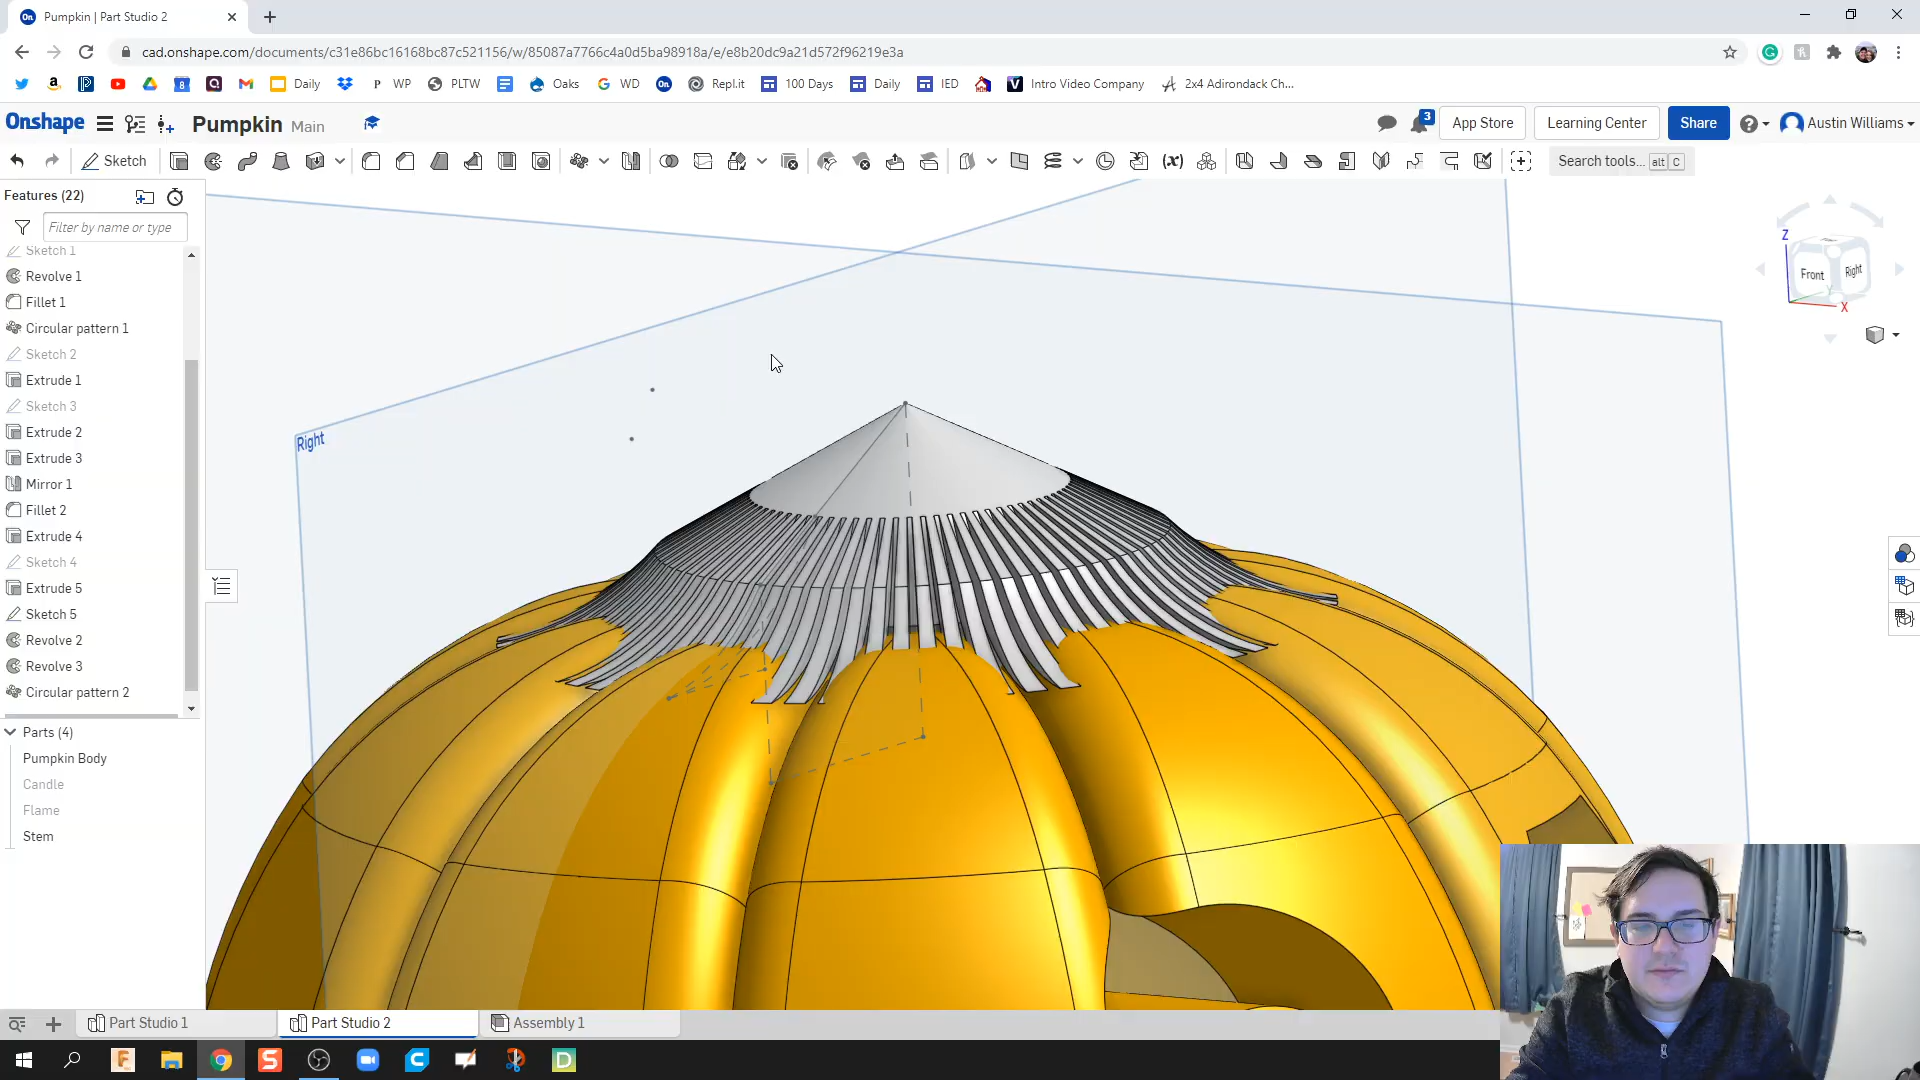 Pumpkin | Part Studio 2
cad.onshape.com/documents/c31e86bc16168bc87c521156/w/85087a7766c4a0d5ba98918a/e/e8b20dc9a21d572f96219e3a
Daily
WP
PLTW
Oaks
WD
Repl.it
100 Days
Daily
IED
Intro Video Company
2x4 Adirondack Ch...
Onshape
Pumpkin Main
3
App Store
Learning Center
Share
Austin Williams
Sketch
Search tools... alt C
Features (22)
Filter by name or type
Sketch 1
Revolve 1
Fillet 1
Circular pattern 1
Sketch 2
Extrude 1
Sketch 3
Extrude 2
Extrude 3
Mirror 1
Fillet 2
Extrude 4
Sketch 4
Extrude 5
Sketch 5
Revolve 2
Revolve 3
Circular pattern 2
Parts (4)
Pumpkin Body
Candle
Flame
Stem
Right
Z
Front
Right
X
Part Studio 1
Part Studio 2
Assembly 1